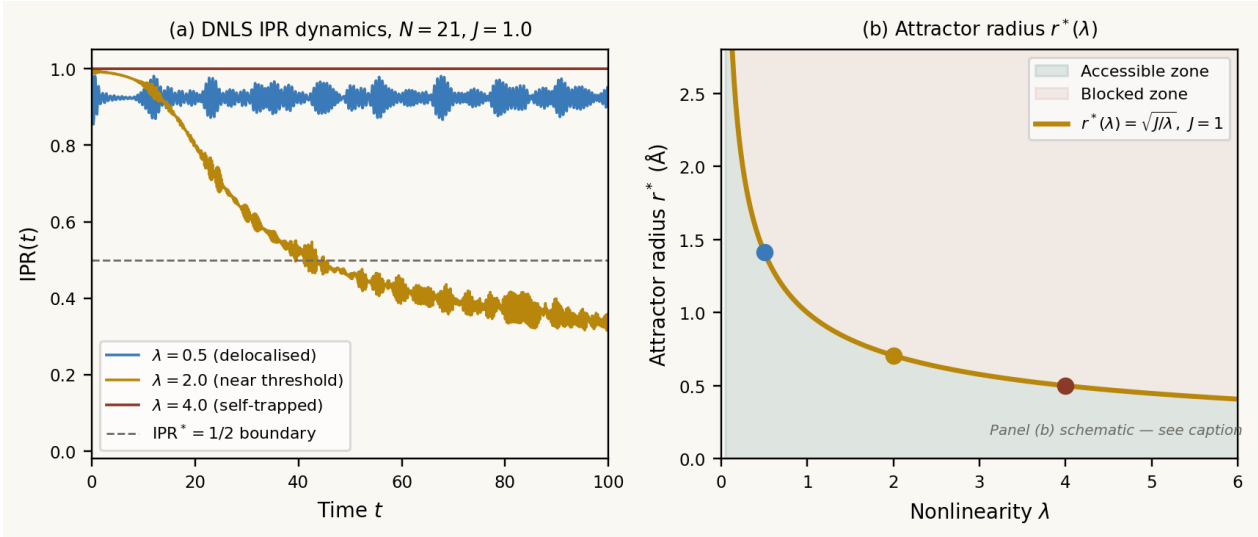 (a) DNLS IPR dynamics, N = 21, J = 1.0
IPR(t)
1.0
0.8
0.6
0.4
0.2
0.0
λ = 0.5 (delocalised)
λ = 2.0 (near threshold)
λ = 4.0 (self-trapped)
IPR* = 1/2 boundary
0 20 40 60 80 100
Time t
(b) Attractor radius r*(λ)
Attractor radius r* (Å)
2.5
2.0
1.5
1.0
0.5
0.0
Accessible zone
Blocked zone
r*(λ) = √J/λ, J = 1
Panel (b) schematic — see caption
0 1 2 3 4 5 6
Nonlinearity λ